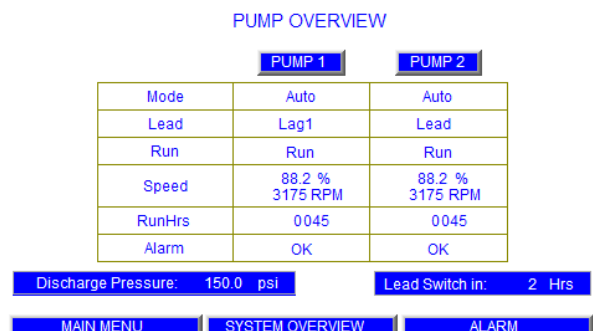 PUMP OVERVIEW
PUMP 1 PUMP 2
Mode Auto Auto
Lead Lag1 Lead
Run Run Run
Speed 88.2 % 88.2 %
3175 RPM 3175 RPM
RunHrs 0045 0045
Alarm OK OK
Discharge Pressure: 150.0 psi Lead Switch in: 2 Hrs
MAIN MENU SYSTEM OVERVIEW ALARM